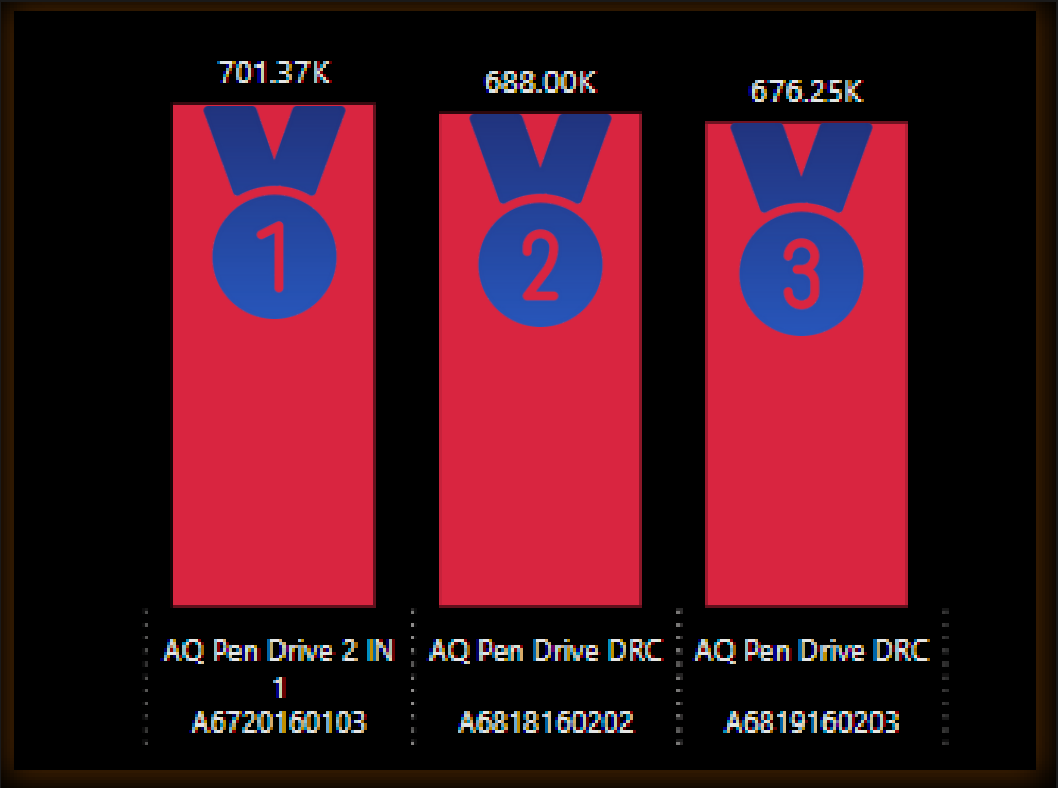 701.37K
688.00K
676.25K
1
2
3
AQ Pen Drive 2 IN
1
A6720160103
AQ Pen Drive DRC
A6818160202
AQ Pen Drive DRC
A6819160203